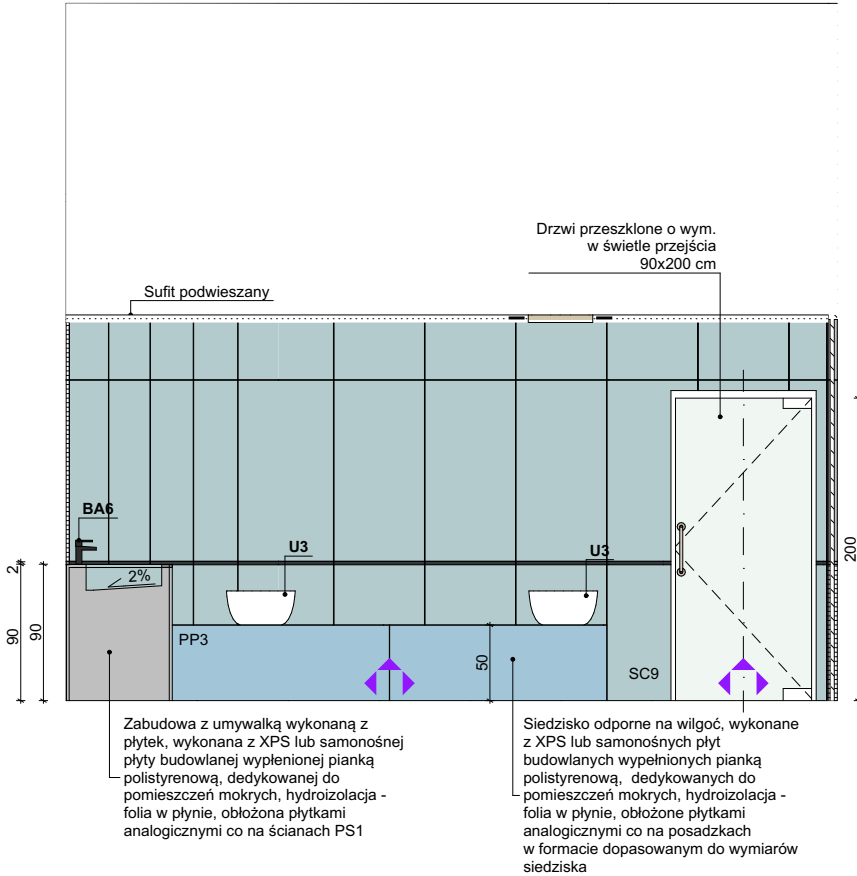 Drzwi przeszklone o wym.
w świetle przejścia
90x200 cm
Sufit podwieszany
BA6
U3
U3
2%
2
90
90
200
PP3
50
SC9
Zabudowa z umywalką wykonaną z
płytek, wykonana z XPS lub samonośnej
płyty budowlanej wypłenionej pianką
polistyrenową, dedykowanej do
pomieszczeń mokrych, hydroizolacja -
folia w płynie, obłożona płytkami
analogicznymi co na ścianach PS1
Siedzisko odporne na wilgoć, wykonane
z XPS lub samonośnych płyt
budowlanych wypełnionych pianką
polistyrenową, dedykowanych do
pomieszczeń mokrych, hydroizolacja -
folia w płynie, obłożone płytkami
analogicznymi co na posadzkach
w formacie dopasowanym do wymiarów
siedziska